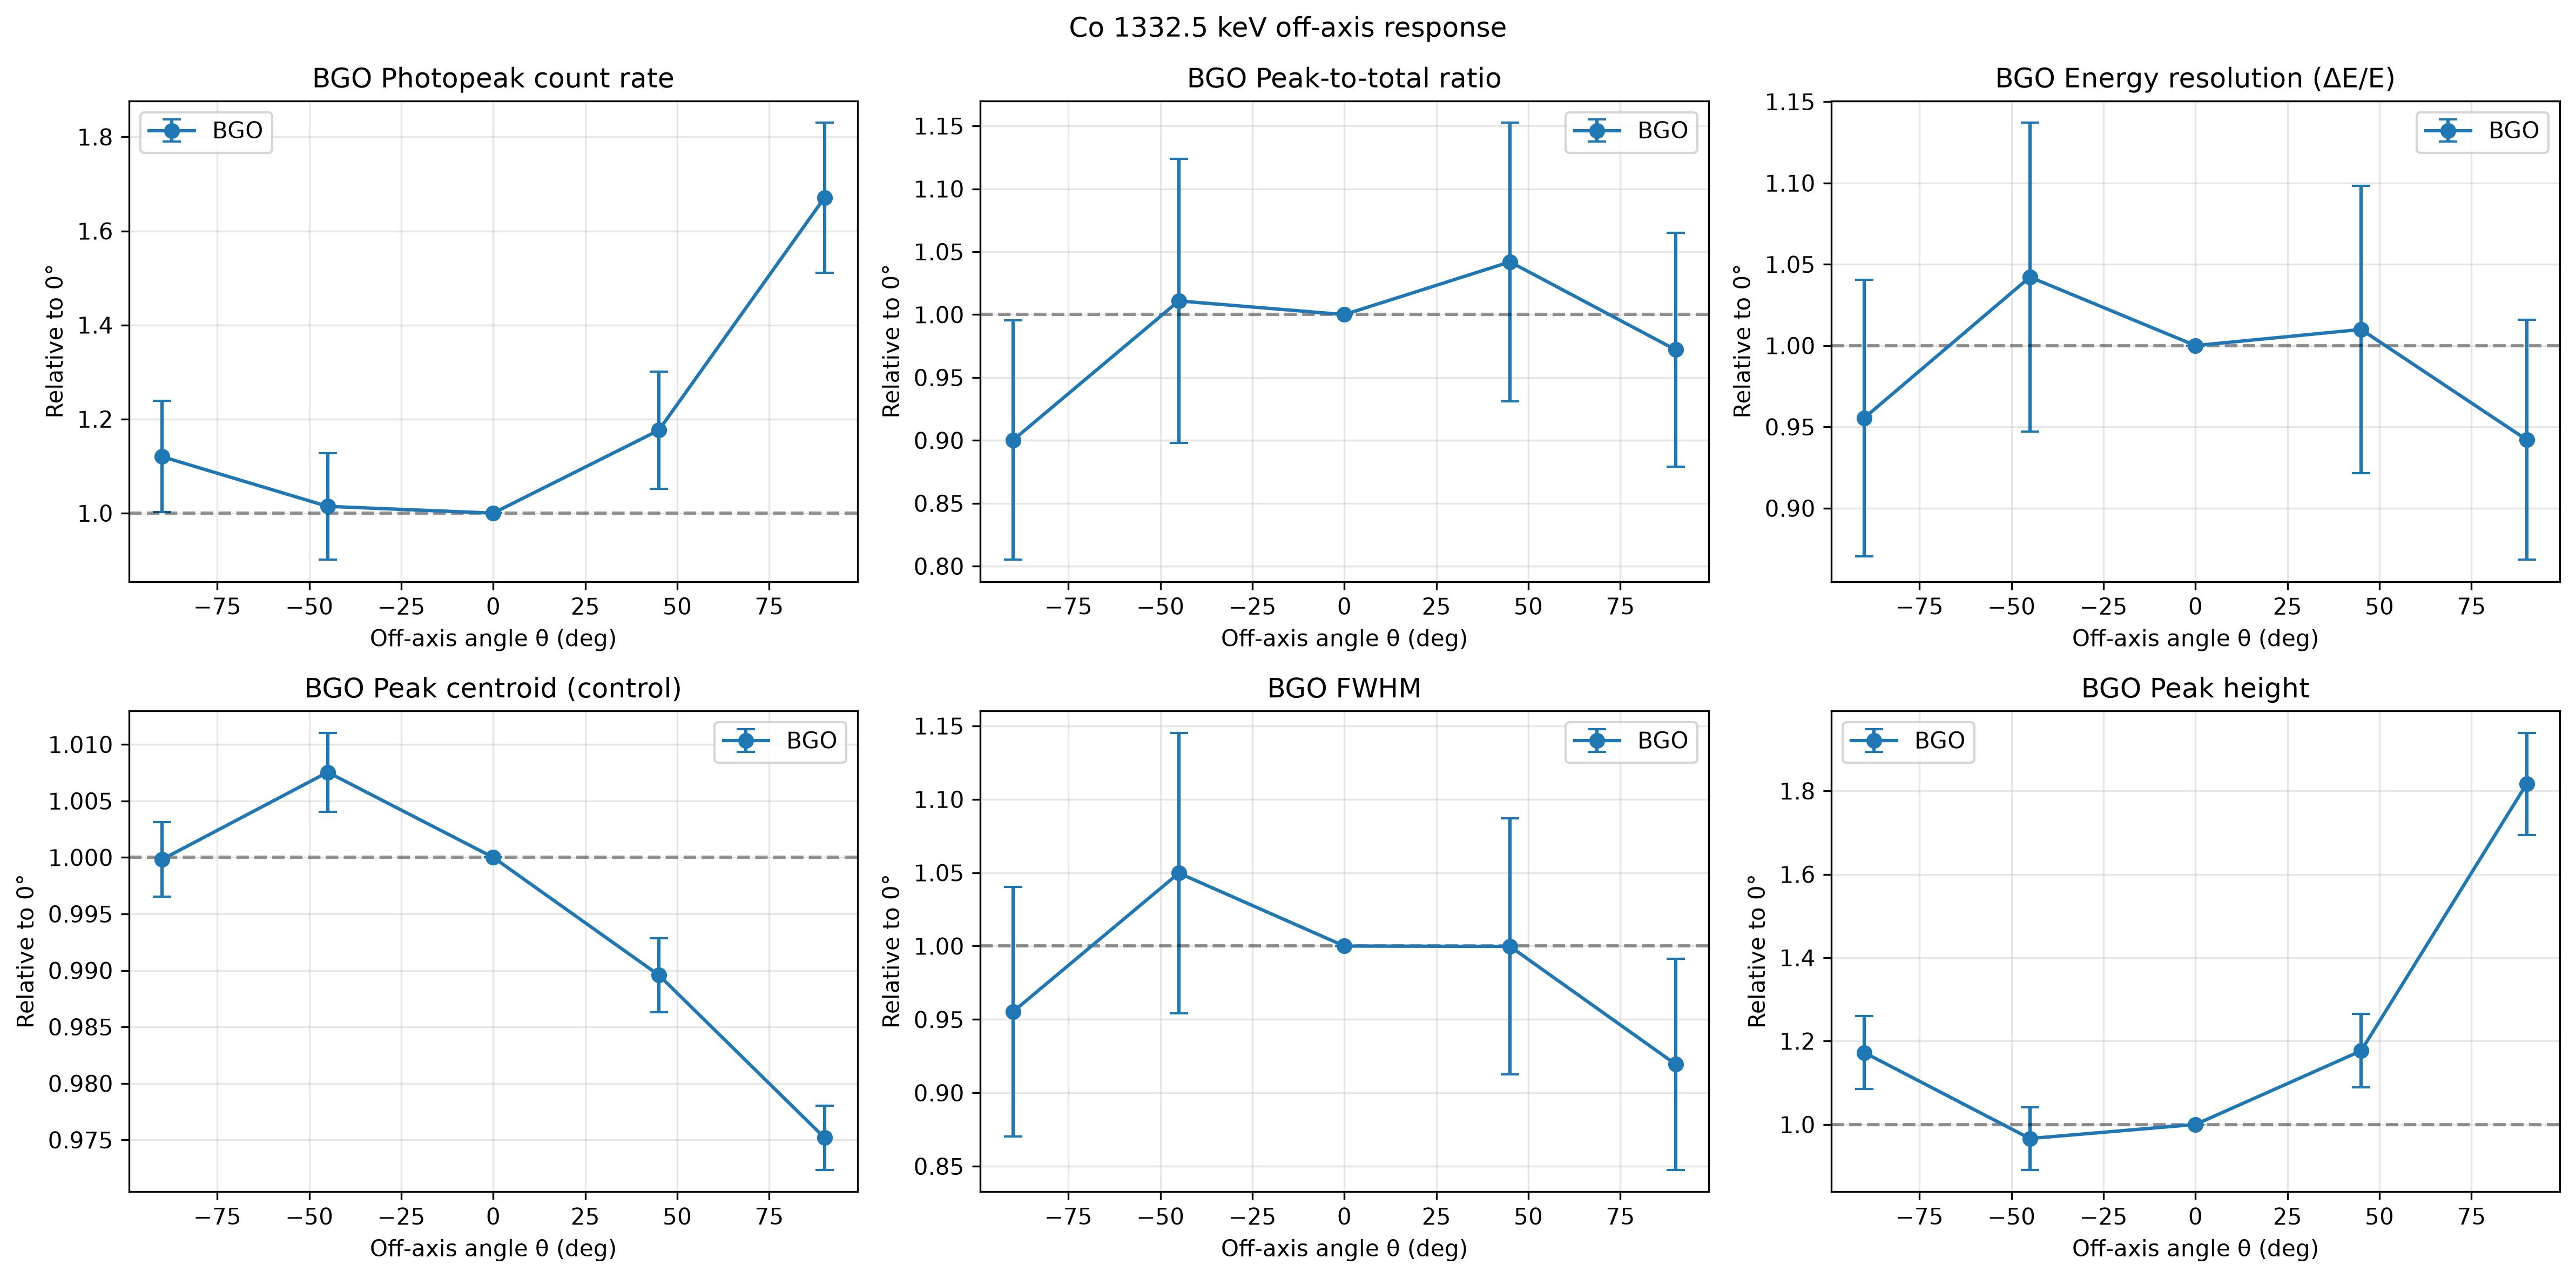 Co 1332.5 keV off-axis response
BGO Photopeak count rate
BGO
1.8
1.6
1.4
1.2
1.0
Relative to 0°
−75 −50 −25 0 25 50 75
Off-axis angle θ (deg)
BGO Peak-to-total ratio
BGO
1.15
1.10
1.05
1.00
0.95
0.90
0.85
0.80
Relative to 0°
−75 −50 −25 0 25 50 75
Off-axis angle θ (deg)
BGO Energy resolution (ΔE/E)
BGO
1.15
1.10
1.05
1.00
0.95
0.90
Relative to 0°
−75 −50 −25 0 25 50 75
Off-axis angle θ (deg)
BGO Peak centroid (control)
BGO
1.010
1.005
1.000
0.995
0.990
0.985
0.980
0.975
Relative to 0°
−75 −50 −25 0 25 50 75
Off-axis angle θ (deg)
BGO FWHM
BGO
1.15
1.10
1.05
1.00
0.95
0.90
0.85
Relative to 0°
−75 −50 −25 0 25 50 75
Off-axis angle θ (deg)
BGO Peak height
BGO
1.8
1.6
1.4
1.2
1.0
Relative to 0°
−75 −50 −25 0 25 50 75
Off-axis angle θ (deg)